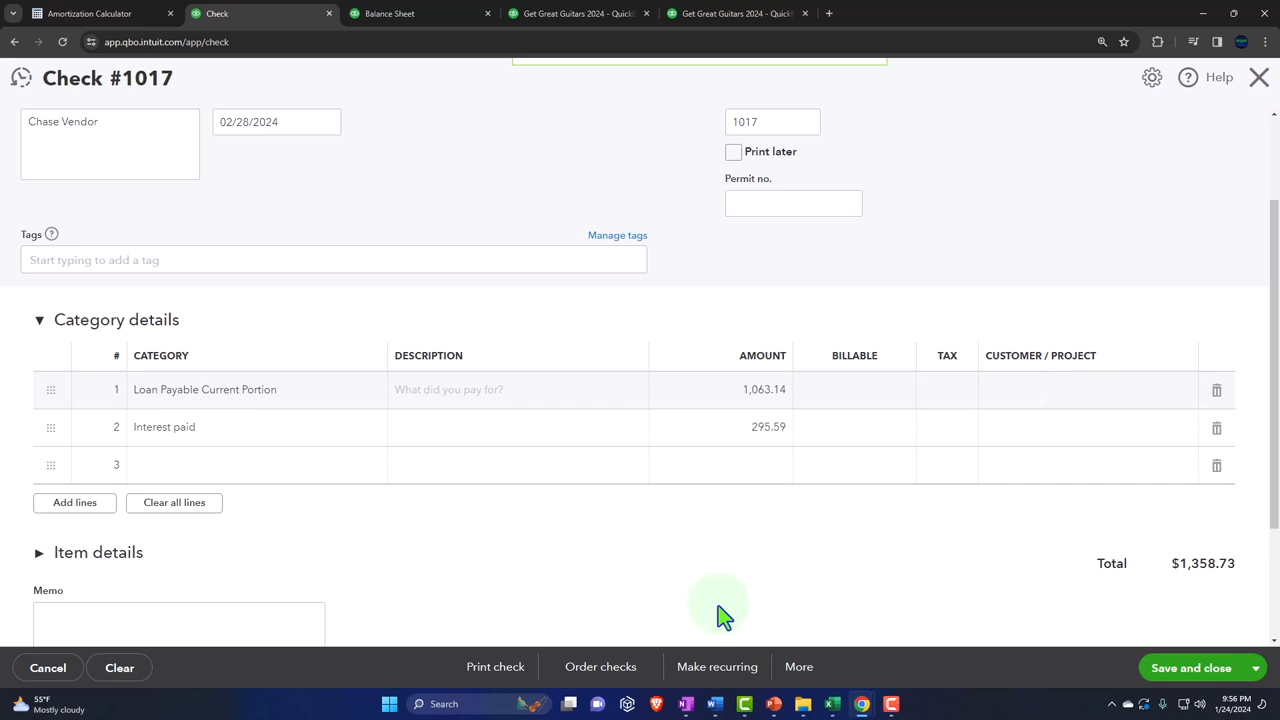 Amortization Calculator
Check
Balance Sheet
Get Great Guitars 2024 - Quick
Get Great Guitars 2024 - Quick
qbo.intuit.com/app/check
Check #1017
Help
Chase Vendor
02/28/2024
1017
Print later
Permit no.
Tags
Manage tags
Start typing to add a tag
Category details
# CATEGORY DESCRIPTION AMOUNT BILLABLE TAX CUSTOMER / PROJECT
1 Loan Payable Current Portion What did you pay for? 1,063.14
2 Interest paid 295.59
3
Add lines
Clear all lines
Item details
Total $1,358.73
Memo
Cancel
Clear
Print check
Order checks
Make recurring
More
Save and close
55°F
Mostly cloudy
Search
9:56 PM
1/24/2024